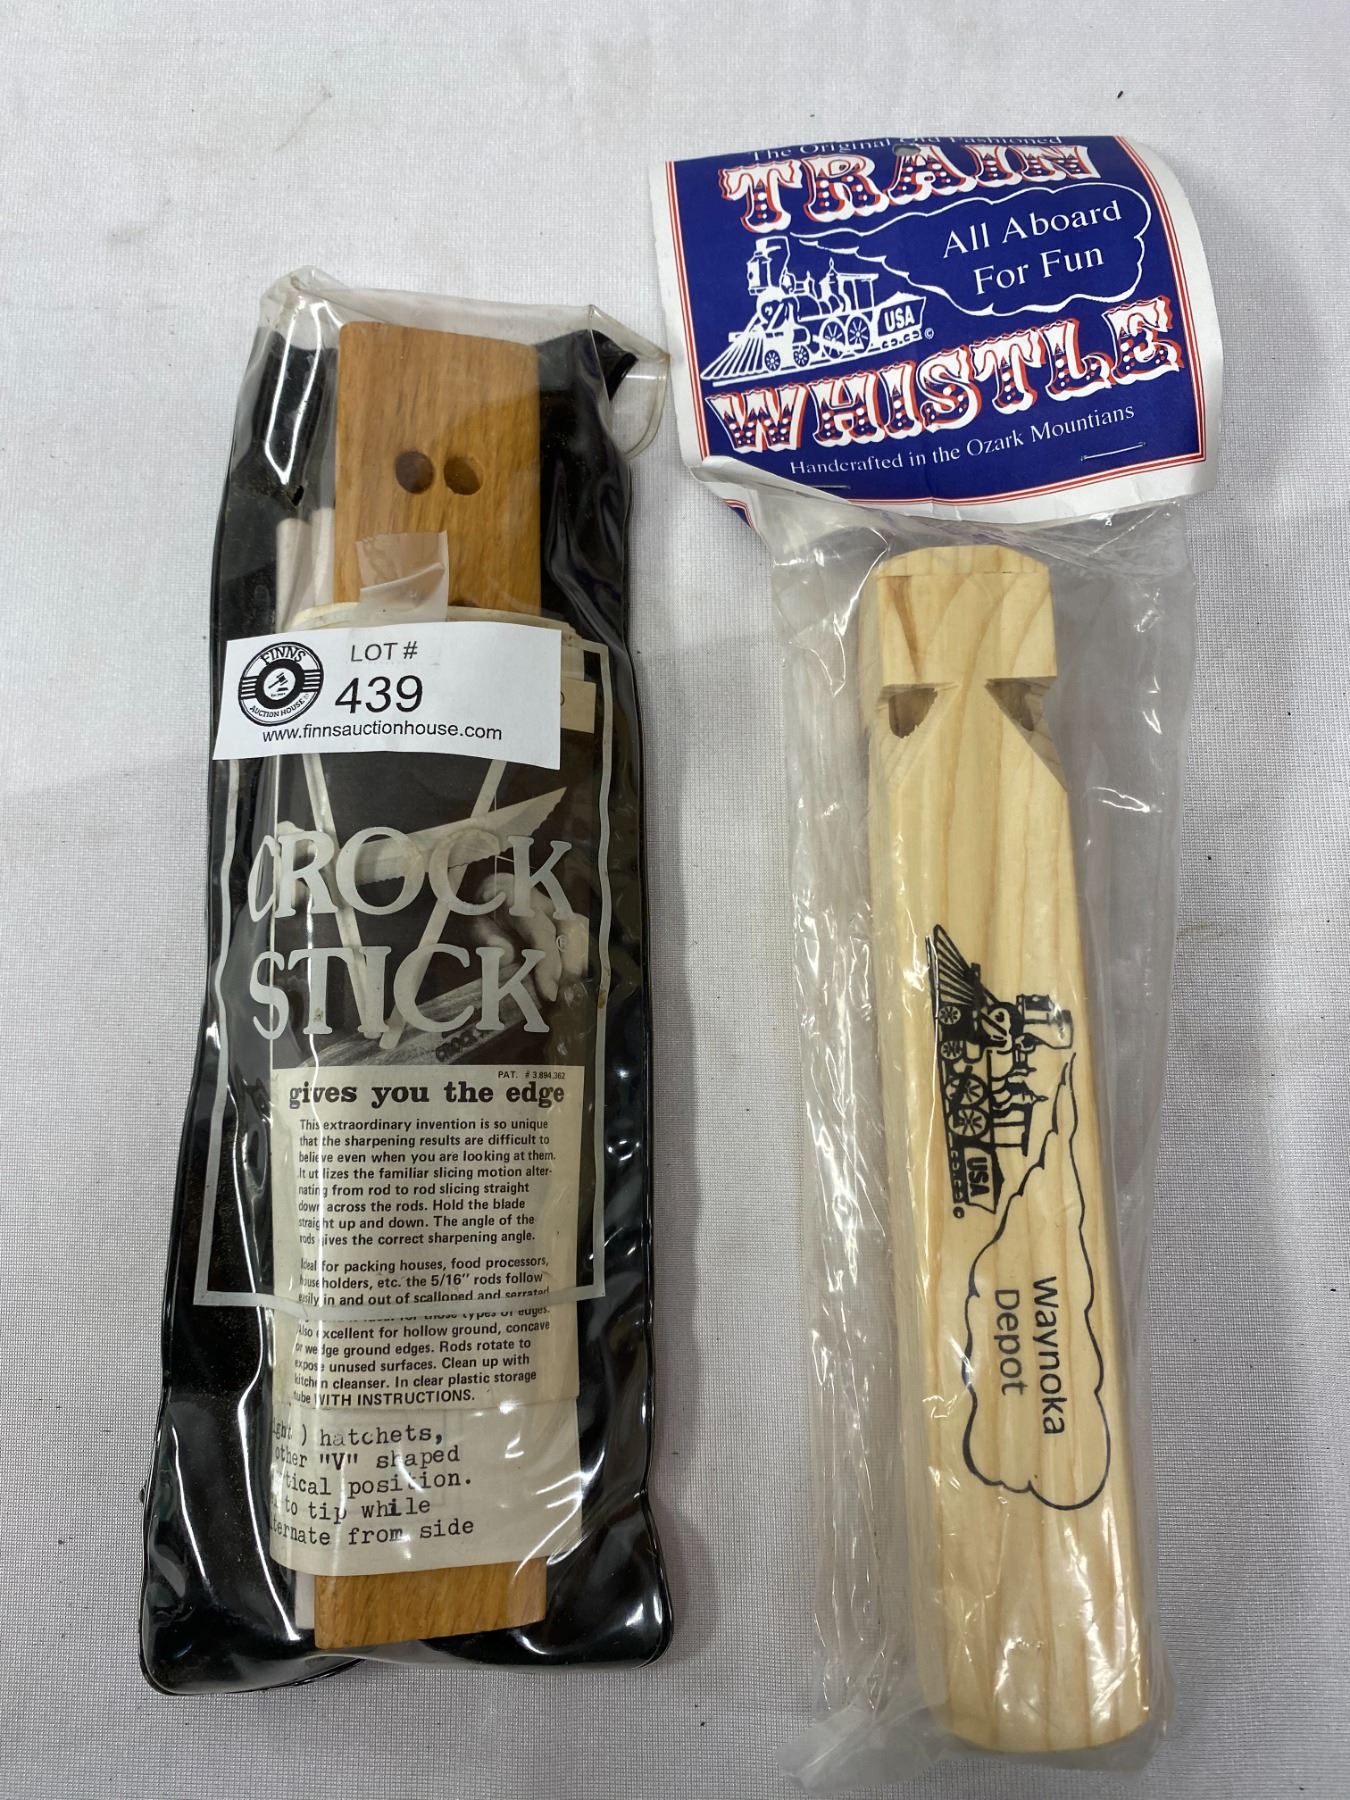 The Original Old Fashioned
TRAIN
All Aboard
For Fun
USA
©
WHISTLE
Handcrafted in the Ozark Mountians
FINNS
AUCTION HOUSE
LOT #
439
www.finnsauctionhouse.com
CROCK
STICK
®
PAT. # 3,894,362
gives you the edge
This extraordinary invention is so unique
that the sharpening results are difficult to
believe even when you are looking at them.
It utilizes the familiar slicing motion alter-
nating from rod to rod slicing straight
down across the rods. Hold the blade
straight up and down. The angle of the
rods gives the correct sharpening angle.
Ideal for packing houses, food processors,
householders, etc. the 5/16" rods follow
easily in and out of scalloped and serrated
for those types of edges.
Also excellent for hollow ground, concave
or wedge ground edges. Rods rotate to
expose unused surfaces. Clean up with
kitchen cleanser. In clear plastic storage
tube WITH INSTRUCTIONS.
) hatchets,
other "V" shaped
tical position.
to tip while
ternate from side
USA
©
Waynoka
Depot